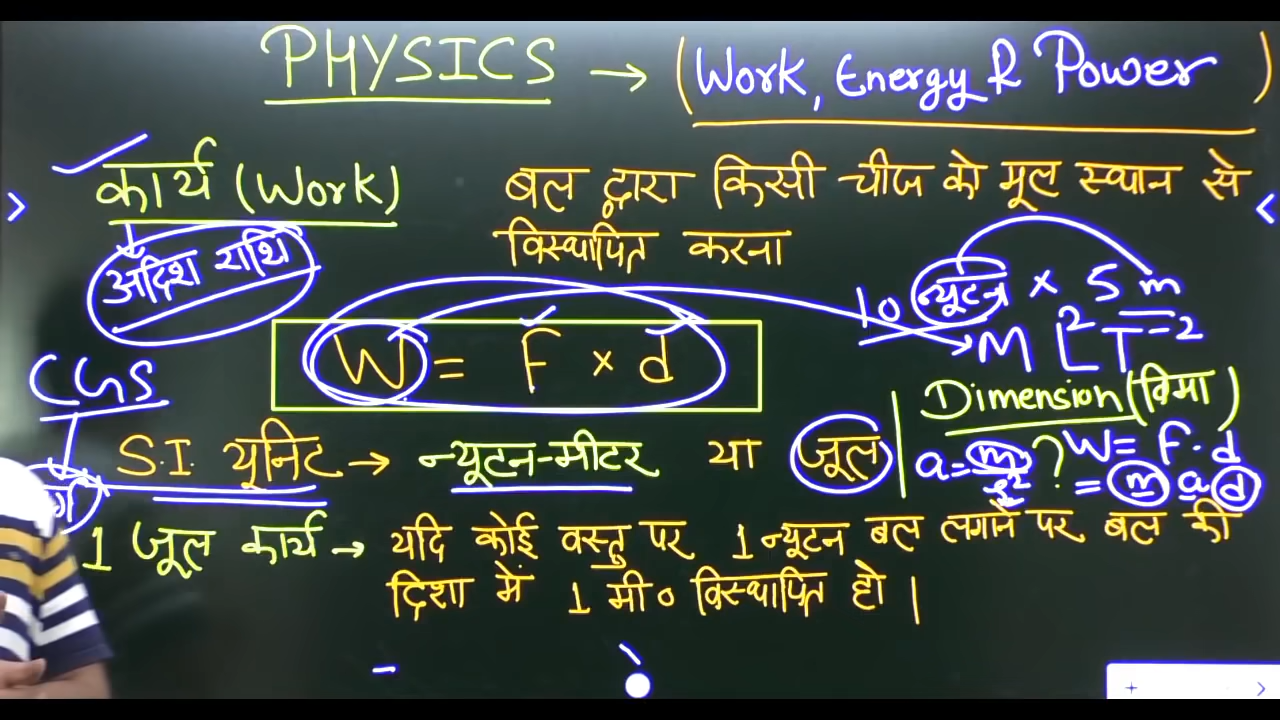 PHYSICS → (Work, Energy & Power)
कार्य (Work)
बल द्वारा किसी चीज को मूल स्थान से
विस्थापित करना
अदिश राशि
10 न्यूटन × 5 m
W = F × d
M L² T⁻²
CGS
Dimension (विमा)
S.I. यूनिट → न्यूटन-मीटर या जूल
a = m/s² ? W = F · d
= m a d
1 जूल कार्य → यदि कोई वस्तु पर 1 न्यूटन बल लगाने पर बल की
दिशा में 1 मी० विस्थापित हो।